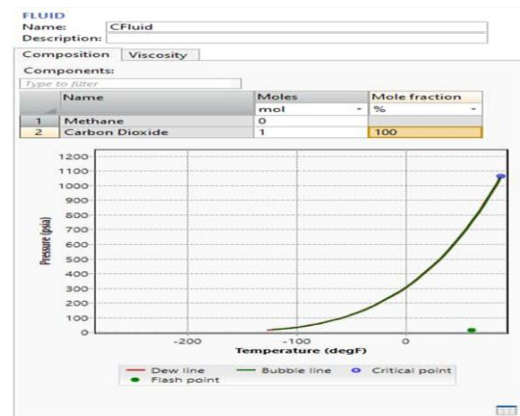 FLUID
Name: CFluid
Description:
Composition Viscosity
Components:
Type to filter
Name Moles Mole fraction
mol %
1 Methane 0
2 Carbon Dioxide 1 100
1200
1100
1000
900
800
700
600
500
400
300
200
100
0
Pressure (psia)
-200 -100 0
Temperature (degF)
Dew line Bubble line Critical point
Flash point